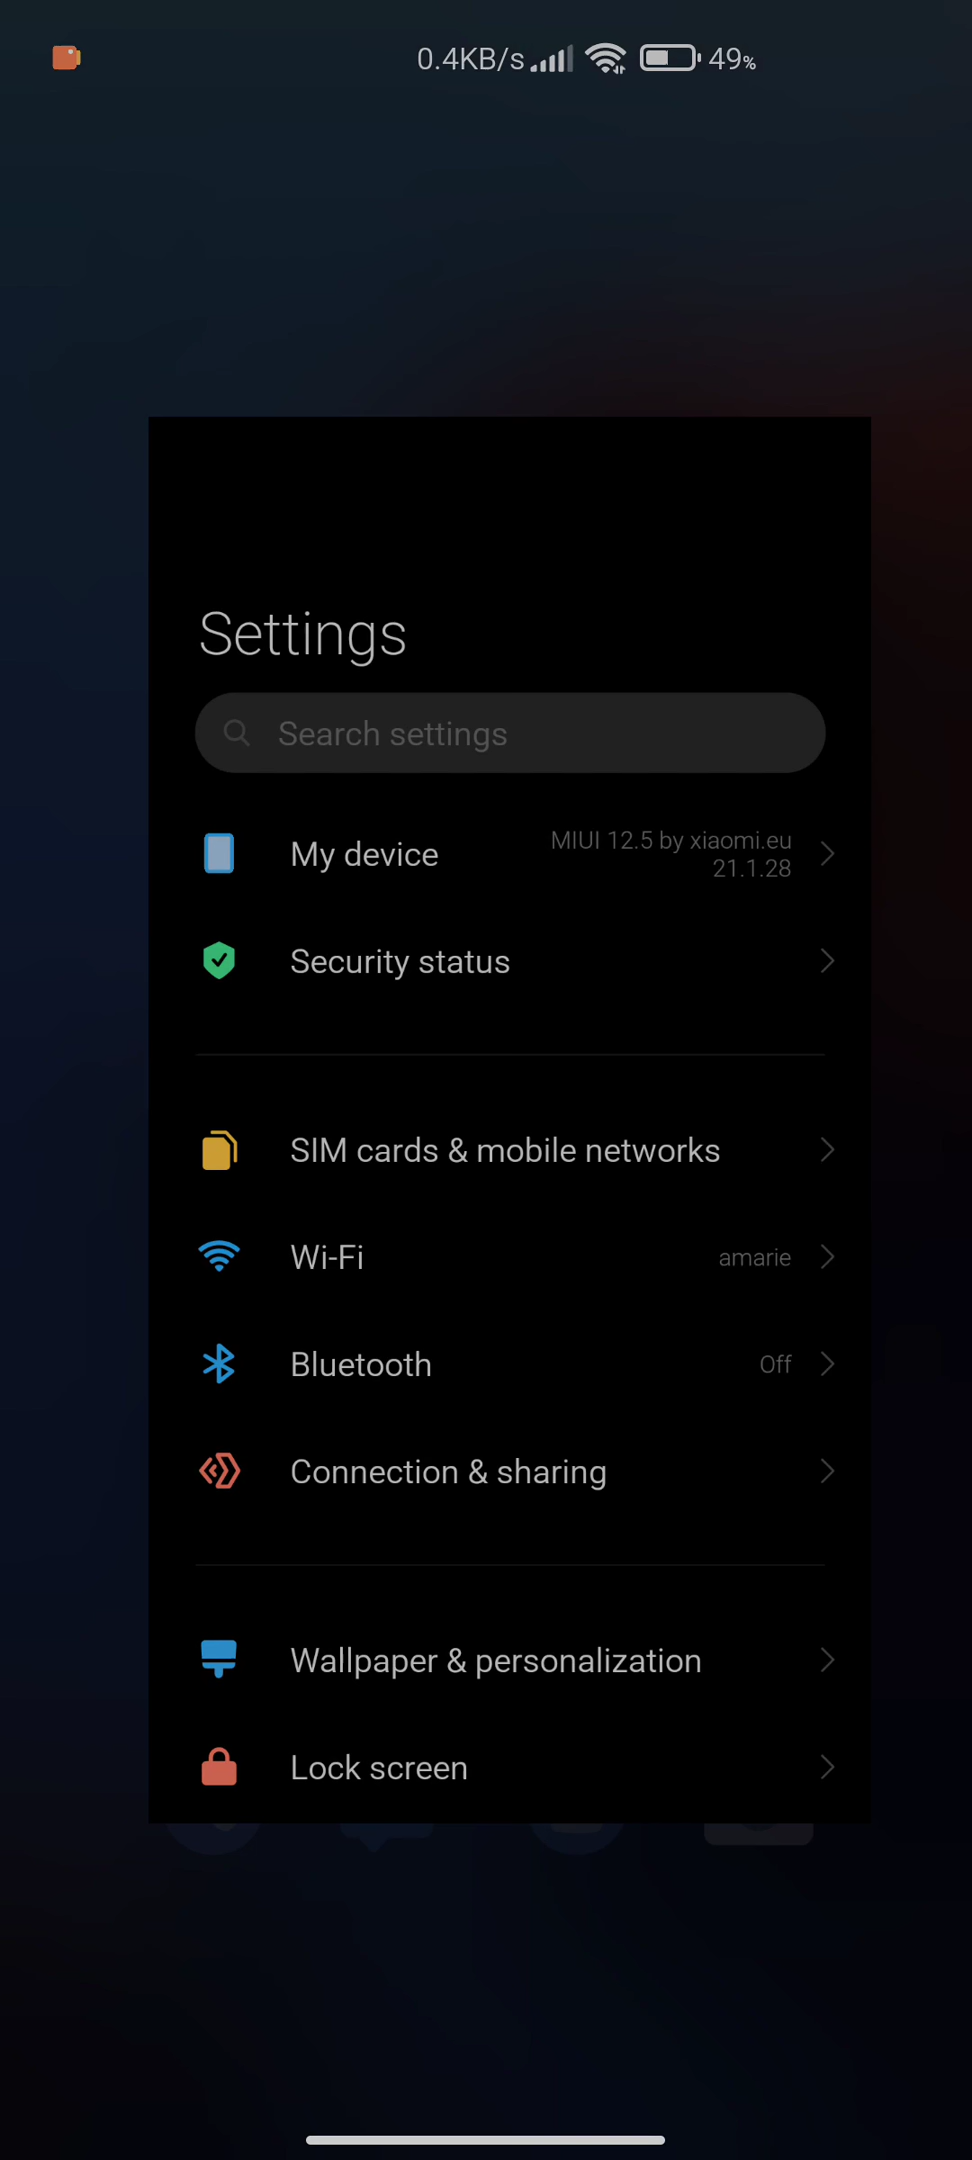 0.4KB/s 49%
Settings
Search settings
My device
MIUI 12.5 by xiaomi.eu
21.1.28
Security status
SIM cards & mobile networks
Wi-Fi amarie
Bluetooth Off
Connection & sharing
Wallpaper & personalization
Lock screen